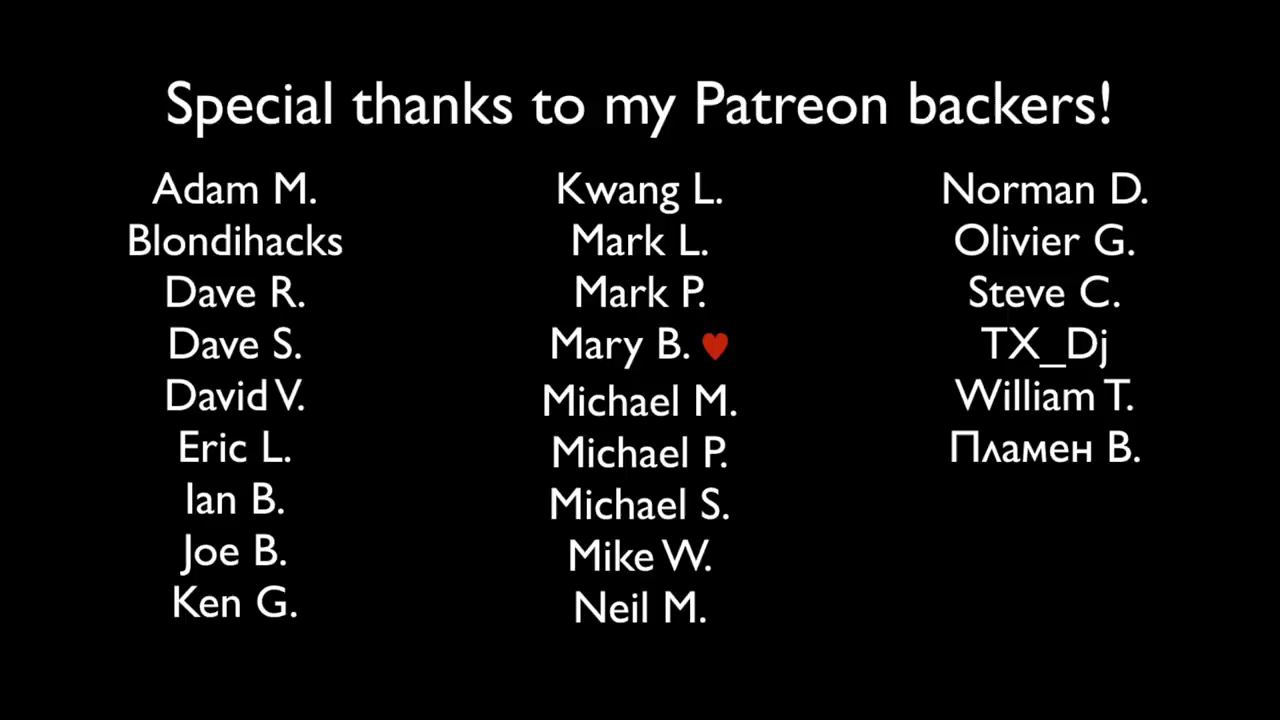 Special thanks to my Patreon backers!
Adam M.
Blondihacks
Dave R.
Dave S.
David V.
Eric L.
Ian B.
Joe B.
Ken G.
Kwang L.
Mark L.
Mark P.
Mary B. ♥
Michael M.
Michael P.
Michael S.
Mike W.
Neil M.
Norman D.
Olivier G.
Steve C.
TX_Dj
William T.
Пламен В.